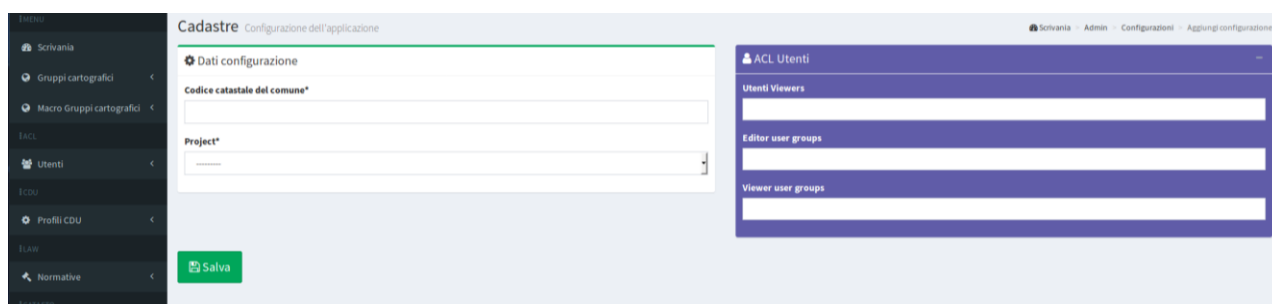 MENU
Scrivania
Gruppi cartografici
Macro Gruppi cartografici
ACL
Utenti
CDU
Profili CDU
LAW
Normative
Cadastre Configurazione dell'applicazione
Scrivania > Admin > Configurazioni > Aggiungi configurazione
Dati configurazione
Codice catastale del comune*
Project*
---------
Salva
ACL Utenti
Utenti Viewers
Editor user groups
Viewer user groups